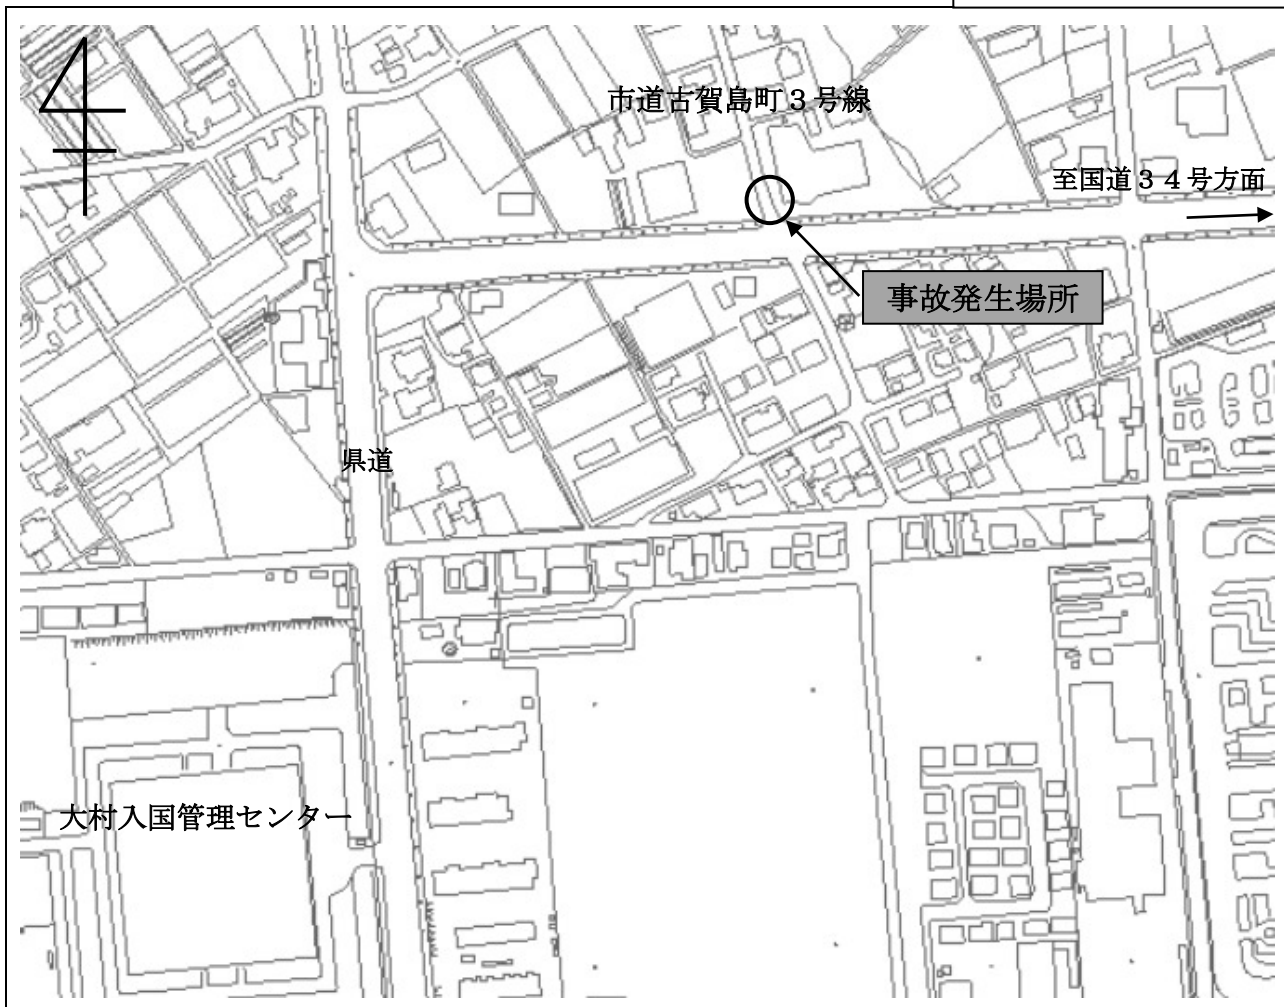 市道古賀島町３号線
至国道３４号方面
事故発生場所
県道
大村入国管理センター